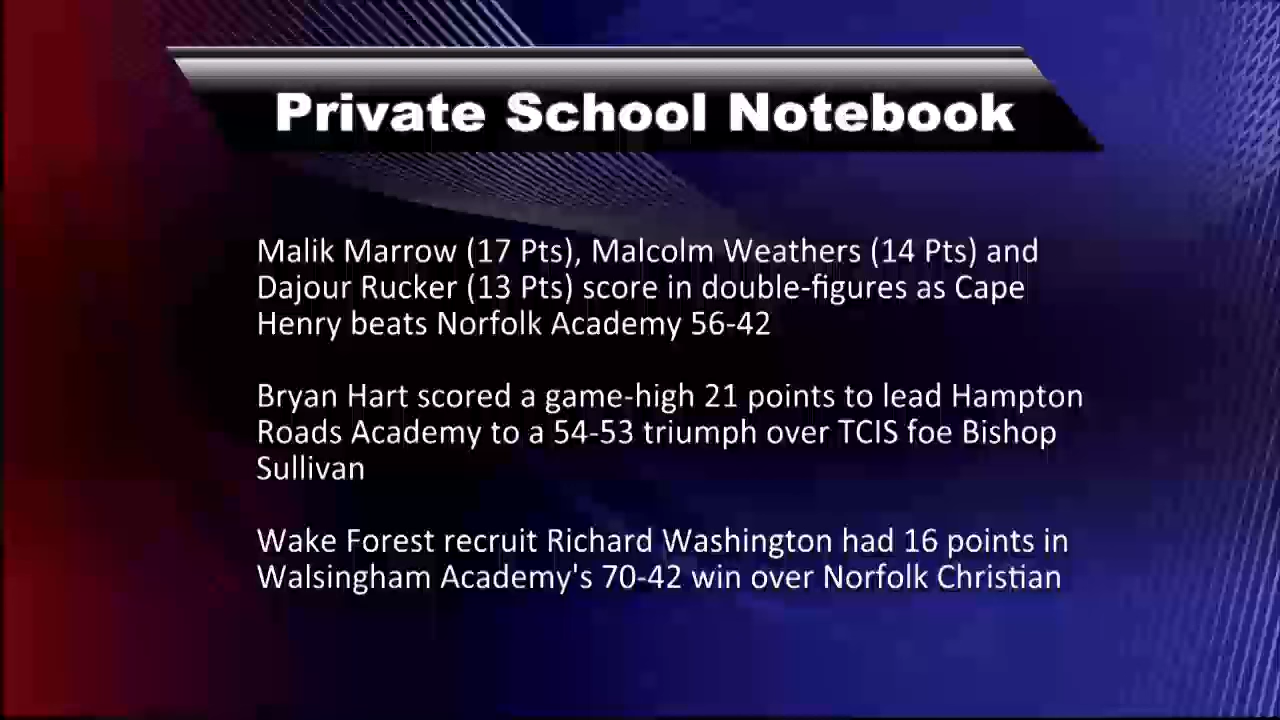 Private School Notebook
Malik Marrow (17 Pts), Malcolm Weathers (14 Pts) and
Dajour Rucker (13 Pts) score in double-figures as Cape
Henry beats Norfolk Academy 56-42
Bryan Hart scored a game-high 21 points to lead Hampton
Roads Academy to a 54-53 triumph over TCIS foe Bishop
Sullivan
Wake Forest recruit Richard Washington had 16 points in
Walsingham Academy's 70-42 win over Norfolk Christian